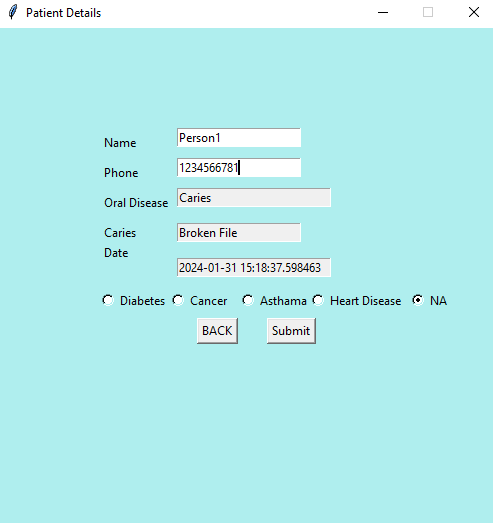 Patient Details
Name Person1
Phone 1234566781
Oral Disease Caries
Caries Broken File
Date
2024-01-31 15:18:37.598463
Diabetes Cancer Asthama Heart Disease NA
BACK Submit